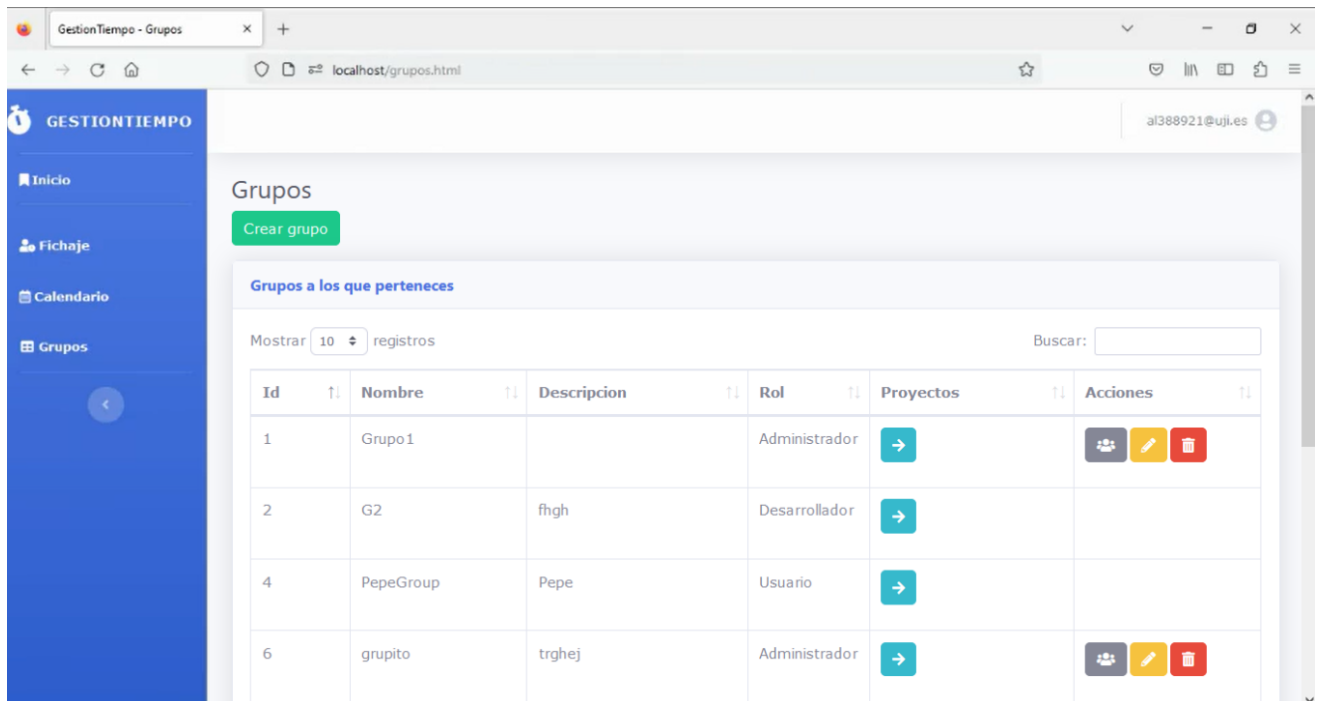 GestionTiempo - Grupos
localhost/grupos.html
GESTIONTIEMPO
al388921@uji.es
Inicio
Fichaje
Calendario
Grupos
Grupos
Crear grupo
Grupos a los que perteneces
Mostrar 10 registros
Buscar:
Id Nombre Descripcion Rol Proyectos Acciones
1 Grupo1 Administrador
2 G2 fhgh Desarrollador
4 PepeGroup Pepe Usuario
6 grupito trghej Administrador